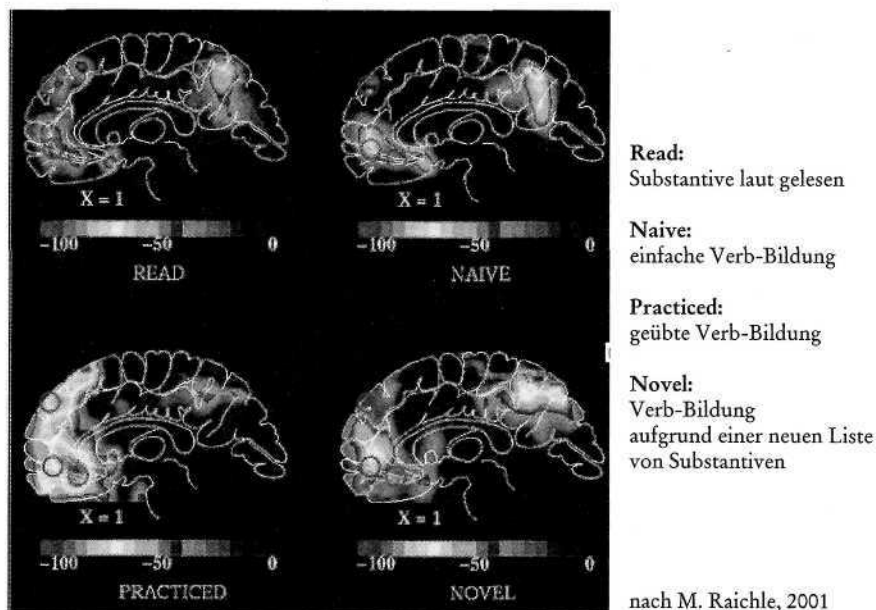 X = 1
-100 -50 0
READ
X = 1
-100 -50 0
NAIVE
X = 1
-100 -50 0
PRACTICED
X = 1
-100 -50 0
NOVEL
Read:
Substantive laut gelesen
Naive:
einfache Verb-Bildung
Practiced:
geübte Verb-Bildung
Novel:
Verb-Bildung
aufgrund einer neuen Liste
von Substantiven
nach M. Raichle, 2001